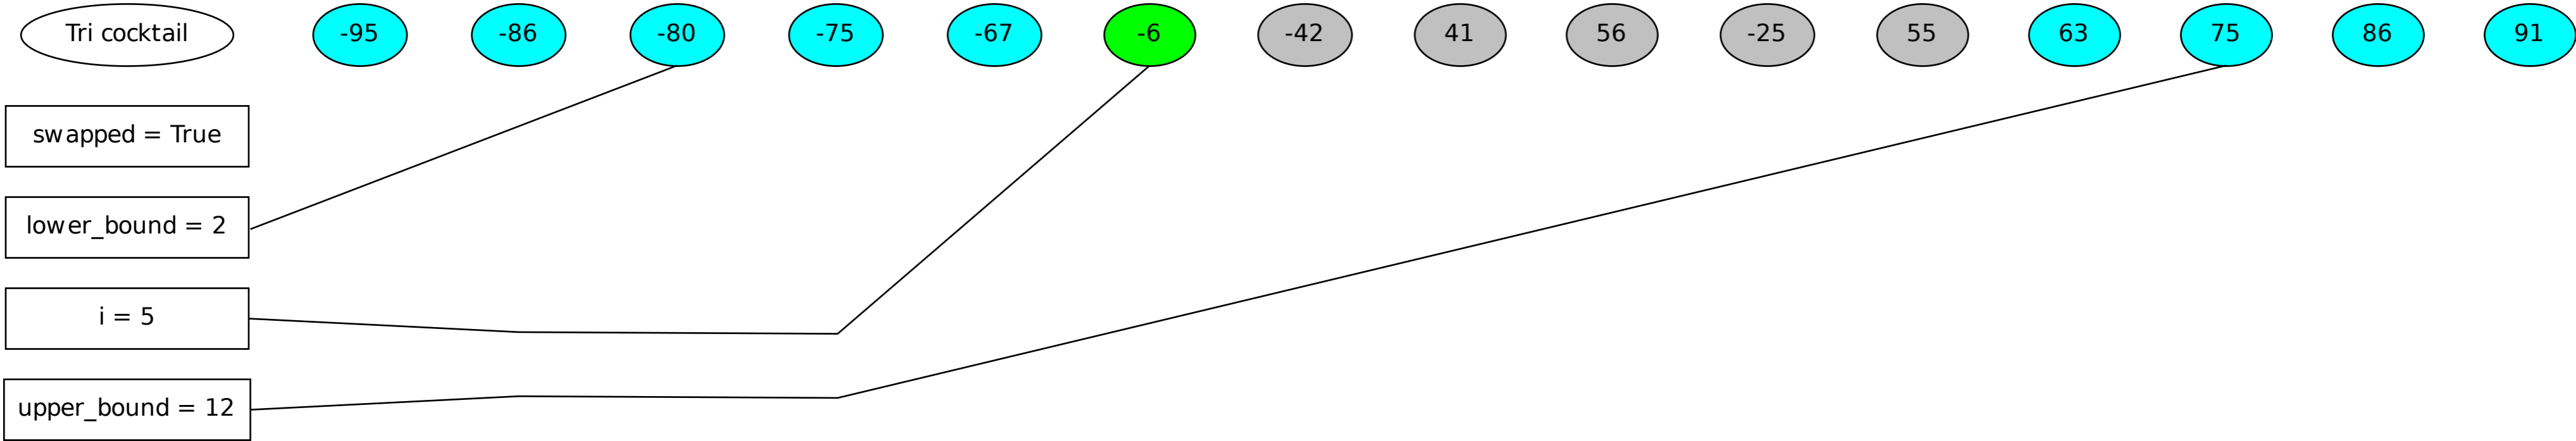 Tri cocktail -95 -86 -80 -75 -67 -6 -42 41 56 -25 55 63 75 86 91
swapped = True
lower_bound = 2
i = 5
upper_bound = 12